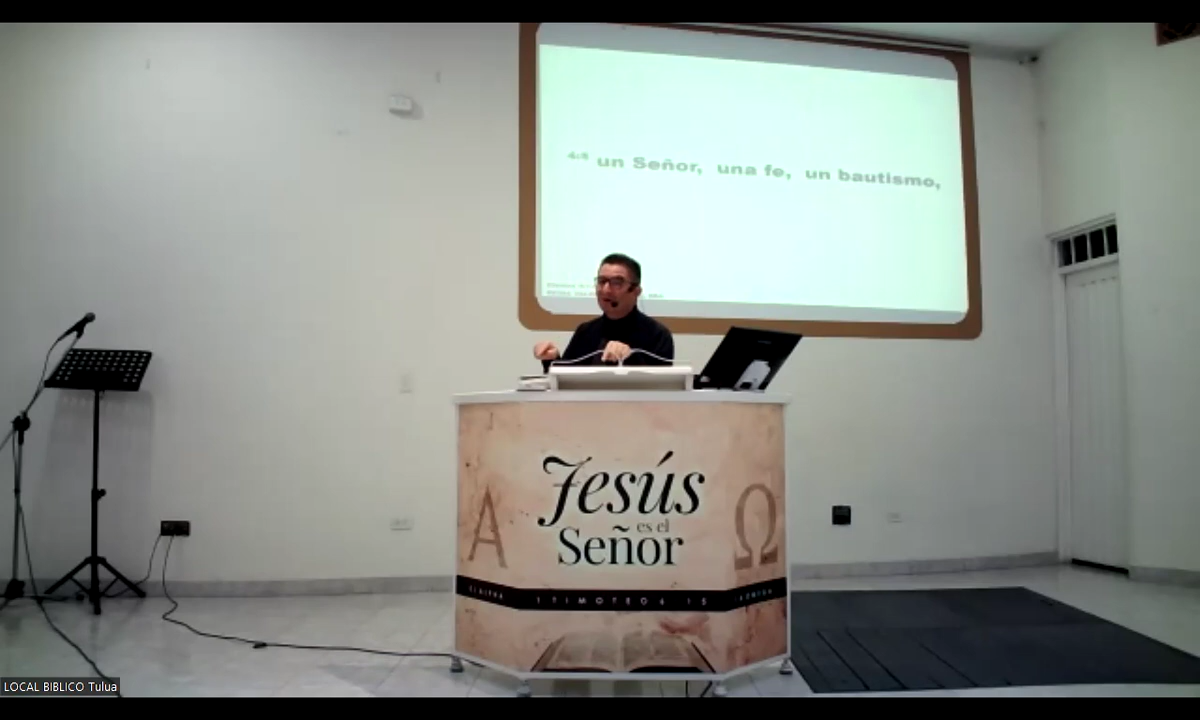 4:5 un Señor, una fe, un bautismo,
Jesús
es el
Señor
Α Ω
1 TIMOTEO 6 15
LOCAL BIBLICO Tulua